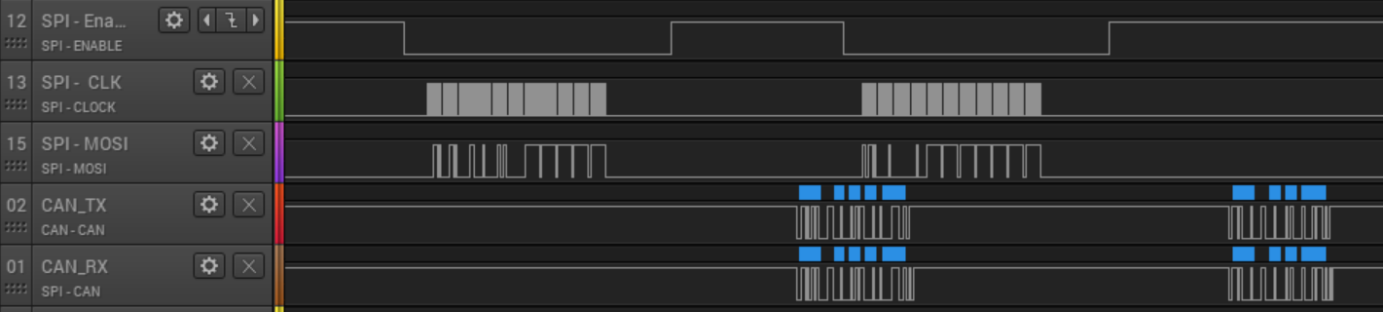 12 SPI - Ena...
SPI - ENABLE
13 SPI - CLK
SPI - CLOCK
15 SPI - MOSI
SPI - MOSI
02 CAN_TX
CAN - CAN
01 CAN_RX
SPI - CAN